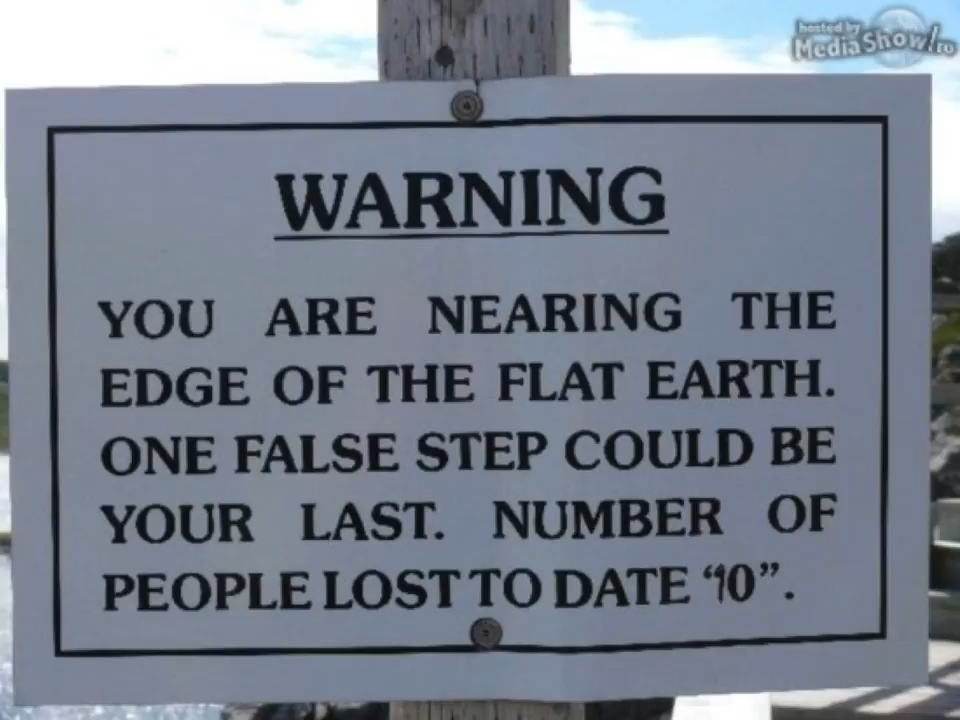 hosted by
MediaShow!ro
WARNING
YOU ARE NEARING THE
EDGE OF THE FLAT EARTH.
ONE FALSE STEP COULD BE
YOUR LAST. NUMBER OF
PEOPLE LOST TO DATE “10”.